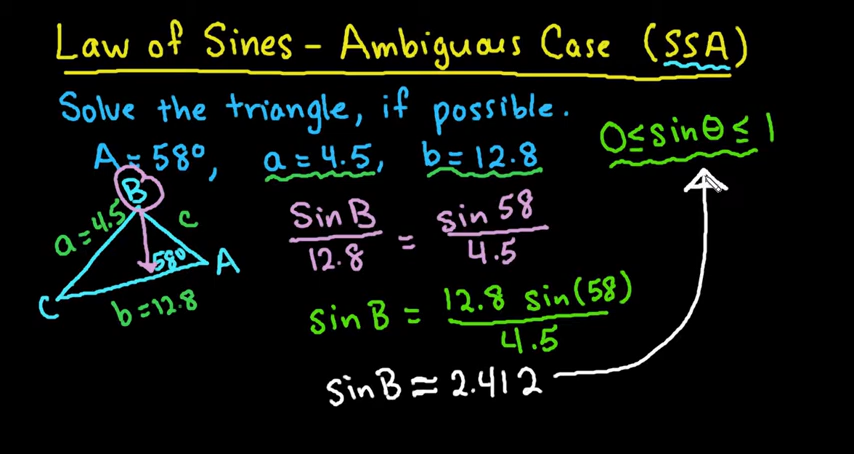 Law of Sines - Ambiguous Case (SSA)
Solve the triangle, if possible.
A = 58°, a = 4.5, b = 12.8
0 ≤ sinθ ≤ 1
B
a = 4.5
c
58°
A
C
b = 12.8
Sin B / 12.8 = sin 58 / 4.5
sin B = 12.8 sin(58) / 4.5
sin B ≈ 2.412